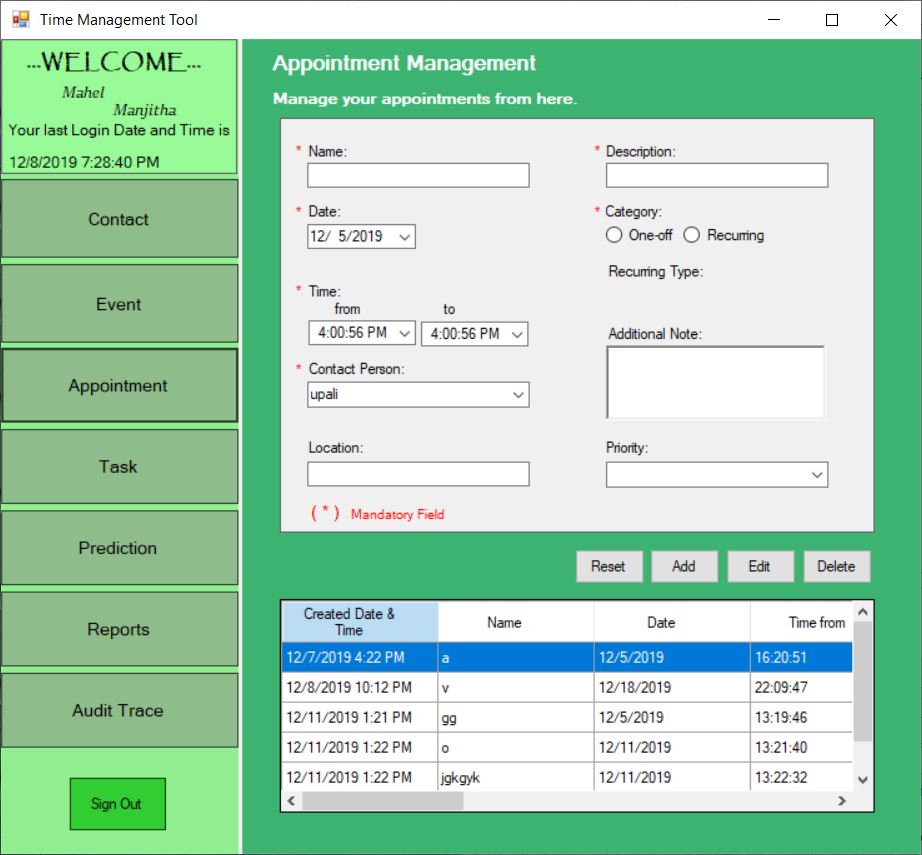 Time Management Tool
...WELCOME...
Mahel
Manjitha
Your last Login Date and Time is
12/8/2019 7:28:40 PM
Contact
Event
Appointment
Task
Prediction
Reports
Audit Trace
Sign Out
Appointment Management
Manage your appointments from here.
* Name:
* Description:
* Date:
12/ 5/2019
* Category:
One-off Recurring
Recurring Type:
* Time:
from to
4:00:56 PM 4:00:56 PM
Additional Note:
* Contact Person:
upali
Location:
Priority:
( * ) Mandatory Field
Reset Add Edit Delete
Created Date & Time Name Date Time from
12/7/2019 4:22 PM a 12/5/2019 16:20:51
12/8/2019 10:12 PM v 12/18/2019 22:09:47
12/11/2019 1:21 PM gg 12/5/2019 13:19:46
12/11/2019 1:22 PM o 12/11/2019 13:21:40
12/11/2019 1:22 PM jgkgyk 12/11/2019 13:22:32